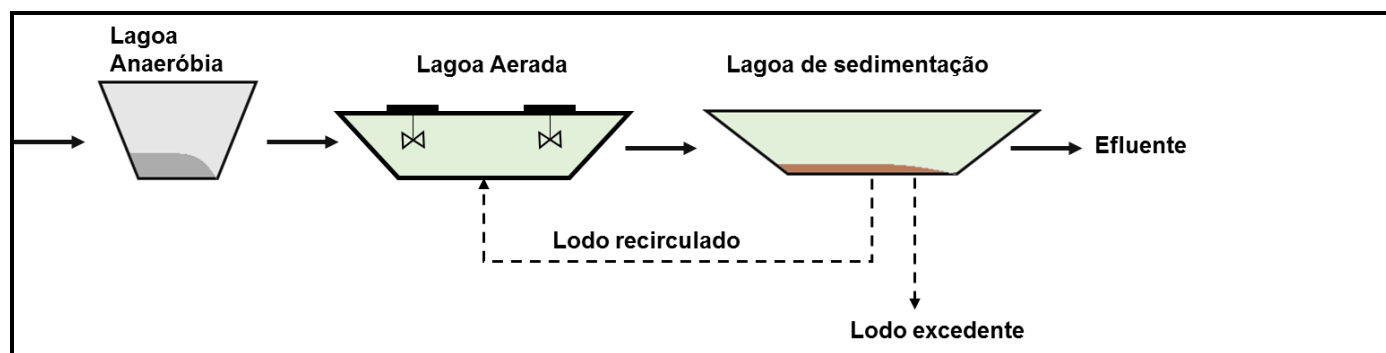 Lagoa
Anaeróbia
Lagoa Aerada
Lagoa de sedimentação
Efluente
Lodo recirculado
Lodo excedente